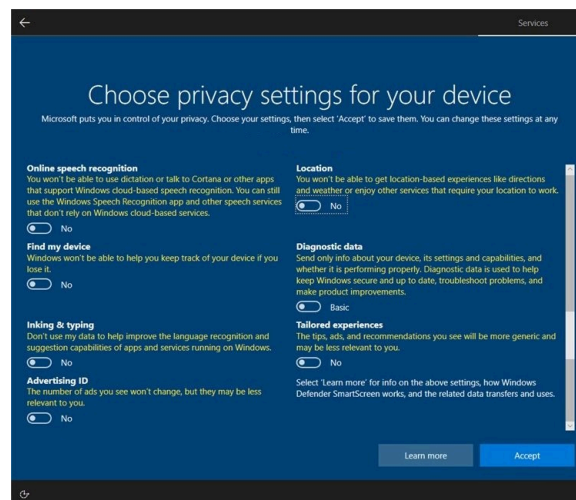 Services
Choose privacy settings for your device
Microsoft puts you in control of your privacy. Choose your settings, then select 'Accept' to save them. You can change these settings at any
time.
Online speech recognition
You won't be able to use dictation or talk to Cortana or other apps
that support Windows cloud-based speech recognition. You can still
use the Windows Speech Recognition app and other speech services
that don't rely on Windows cloud-based services.
No
Location
You won't be able to get location-based experiences like directions
and weather or enjoy other services that require your location to work.
No
Find my device
Windows won't be able to help you keep track of your device if you
lose it.
No
Diagnostic data
Send only info about your device, its settings and capabilities, and
whether it is performing properly. Diagnostic data is used to help
keep Windows secure and up to date, troubleshoot problems, and
make product improvements.
Basic
Inking & typing
Don't use my data to help improve the language recognition and
suggestion capabilities of apps and services running on Windows.
No
Tailored experiences
The tips, ads, and recommendations you see will be more generic and
may be less relevant to you.
No
Advertising ID
The number of ads you see won't change, but they may be less
relevant to you.
No
Select 'Learn more' for info on the above settings, how Windows
Defender SmartScreen works, and the related data transfers and uses.
Learn more
Accept